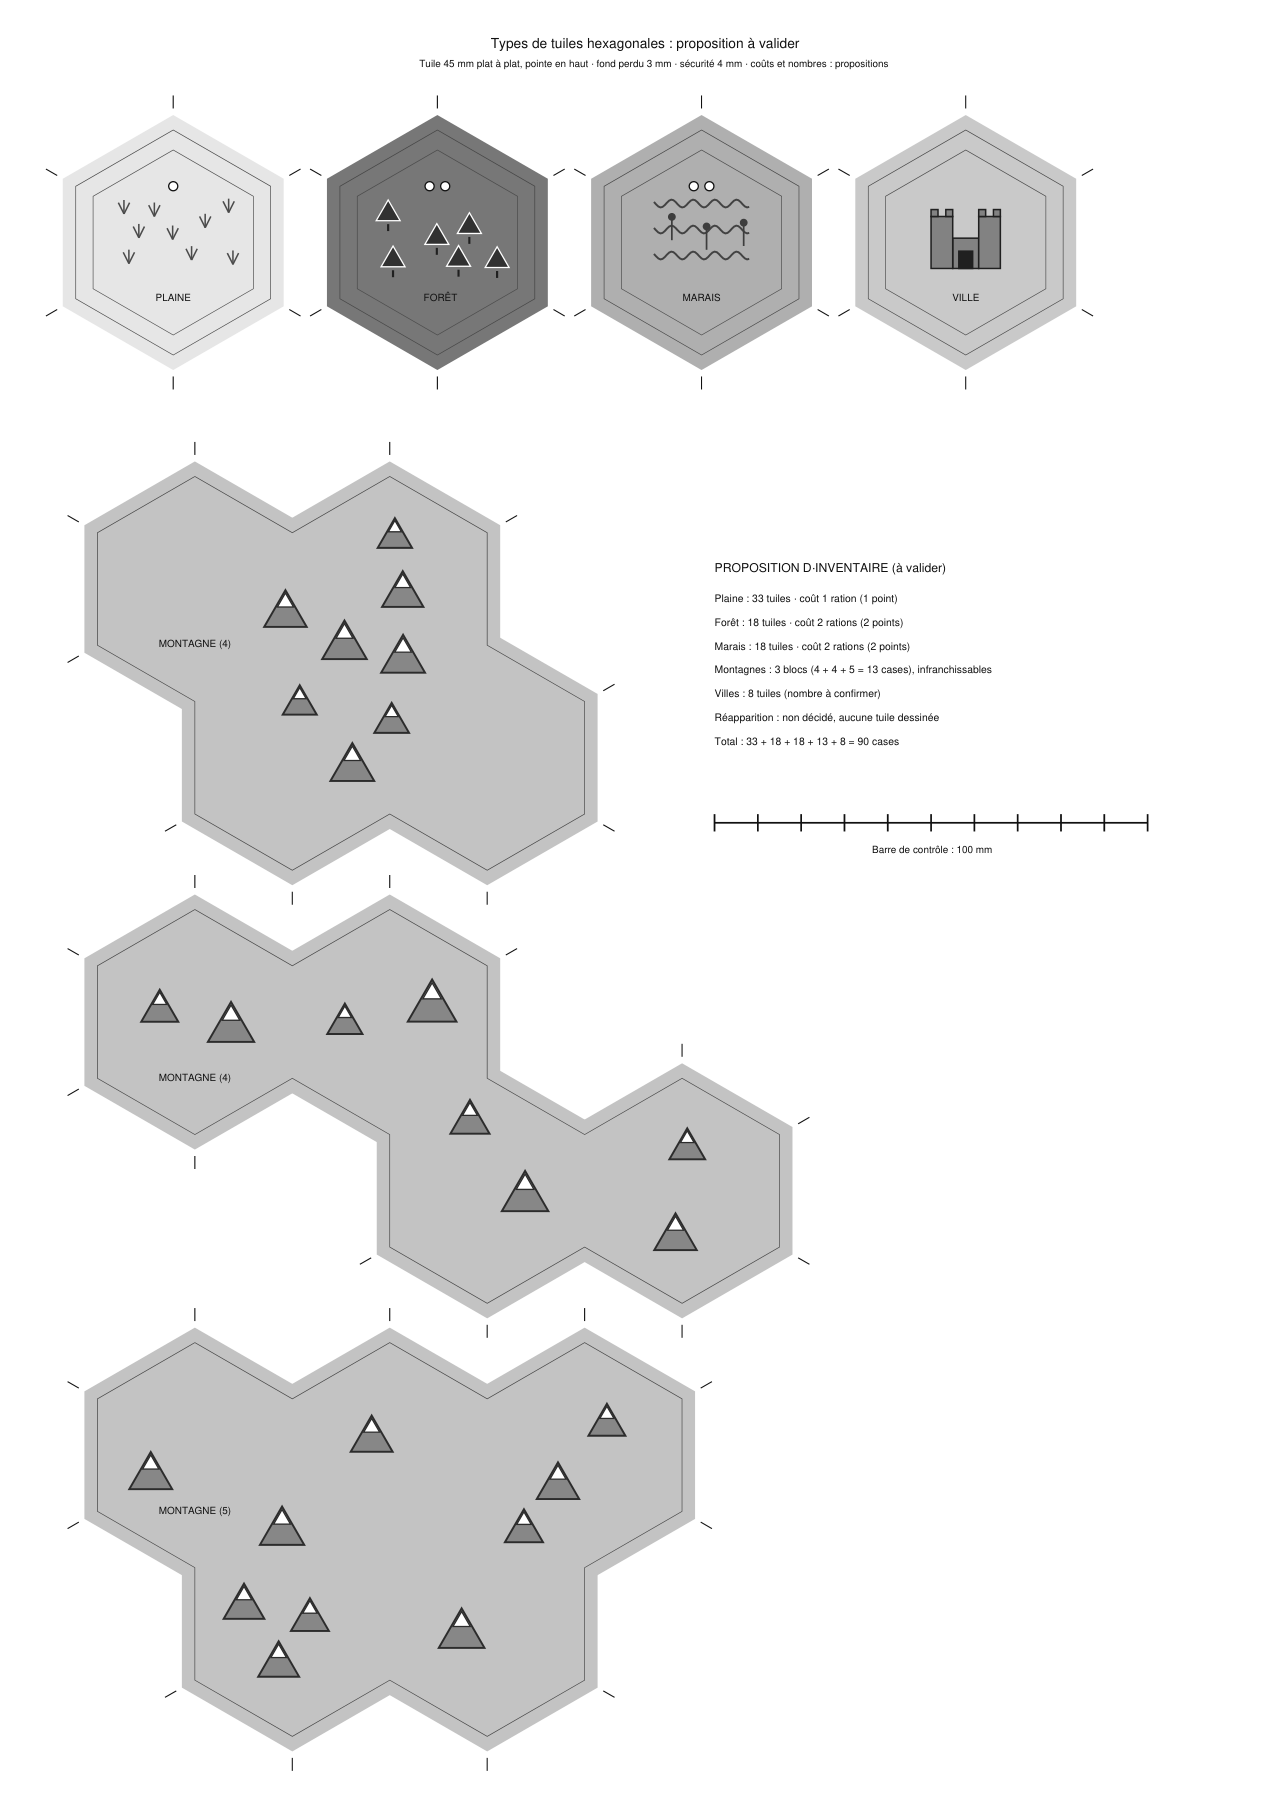 Types de tuiles hexagonales : proposition à valider
Tuile 45 mm plat à plat, pointe en haut · fond perdu 3 mm · sécurité 4 mm · coûts et nombres : propositions
PLAINE
FORÊT
MARAIS
VILLE
MONTAGNE (4)
PROPOSITION D·INVENTAIRE (à valider)
Plaine : 33 tuiles · coût 1 ration (1 point)
Forêt : 18 tuiles · coût 2 rations (2 points)
Marais : 18 tuiles · coût 2 rations (2 points)
Montagnes : 3 blocs (4 + 4 + 5 = 13 cases), infranchissables
Villes : 8 tuiles (nombre à confirmer)
Réapparition : non décidé, aucune tuile dessinée
Total : 33 + 18 + 18 + 13 + 8 = 90 cases
Barre de contrôle : 100 mm
MONTAGNE (4)
MONTAGNE (5)